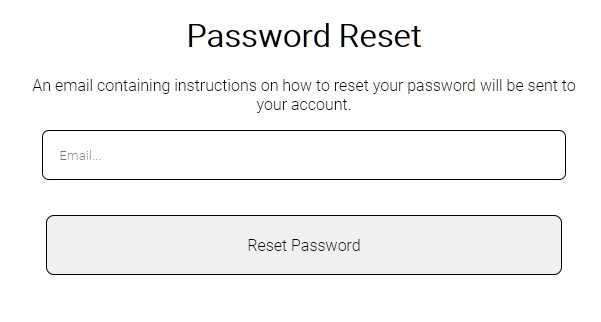 Password Reset
An email containing instructions on how to reset your password will be sent to
your account.
Email...
Reset Password